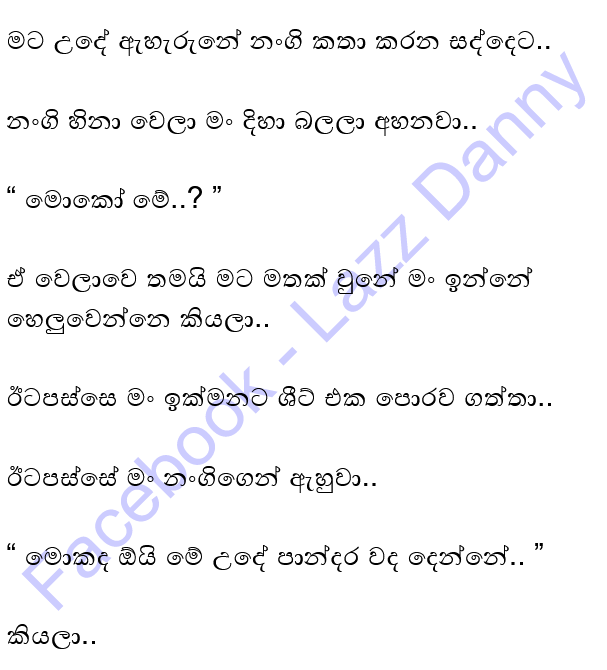 මට උදේ ඇහැරුනේ නංගි කතා කරන සද්දෙට..
නංගි හිනා වෙලා මං දිහා බලලා අහනවා..
“ මොකෝ මේ..? ”
ඒ වෙලාවෙ තමයි මට මතක් වුනේ මං ඉන්නේ
හෙලුවෙන්නෙ කියලා..
ඊටපස්සෙ මං ඉක්මනට ශීට් එක පොරව ගත්තා..
ඊටපස්සේ මං නංගිගෙන් ඇහුවා..
“ මොකද ඕයි මේ උදේ පාන්දර වද දෙන්නේ.. ”
කියලා..
Facebook - Lazz Danny